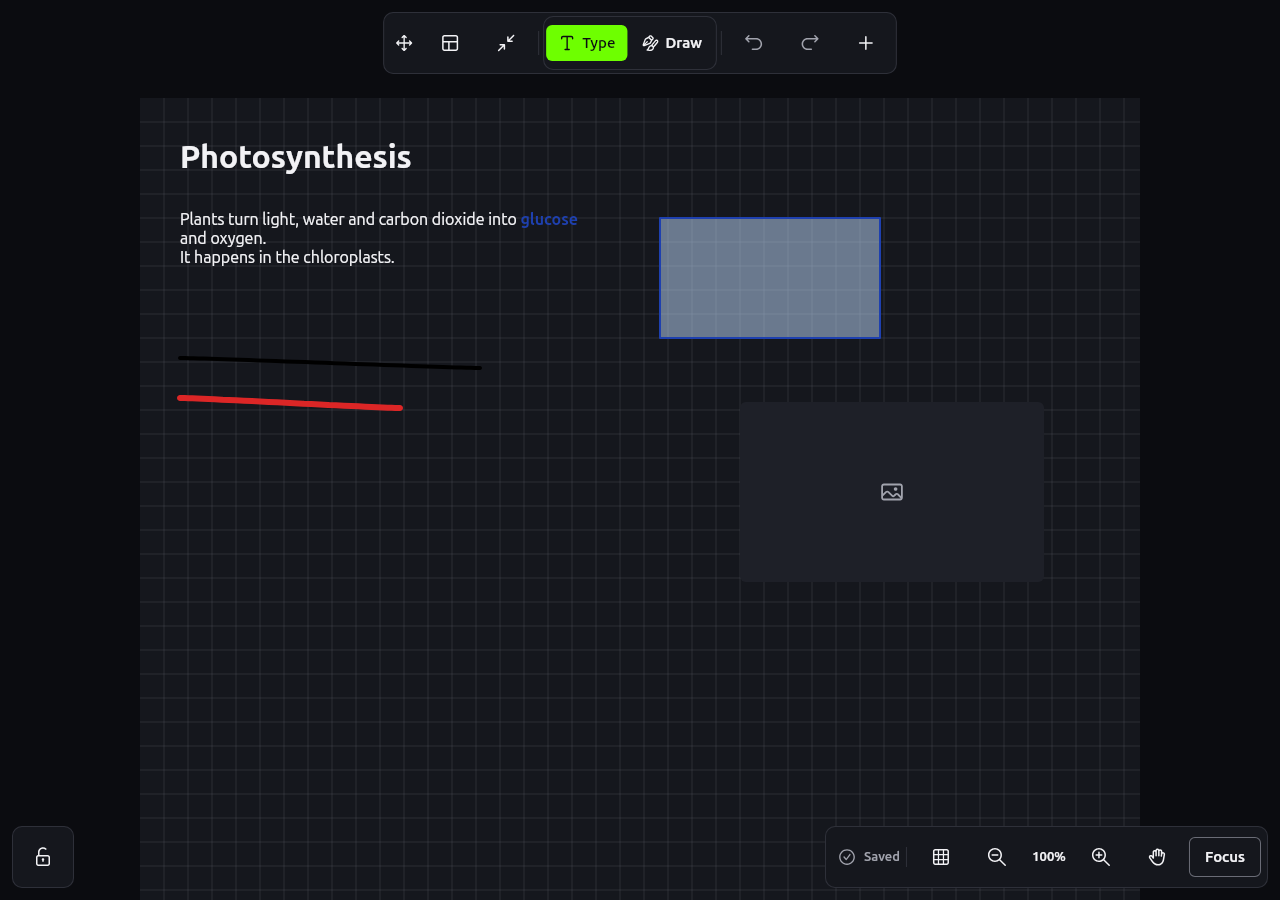 Type
Draw
Photosynthesis
Plants turn light, water and carbon dioxide into glucose
and oxygen.
It happens in the chloroplasts.
Saved
100%
Focus